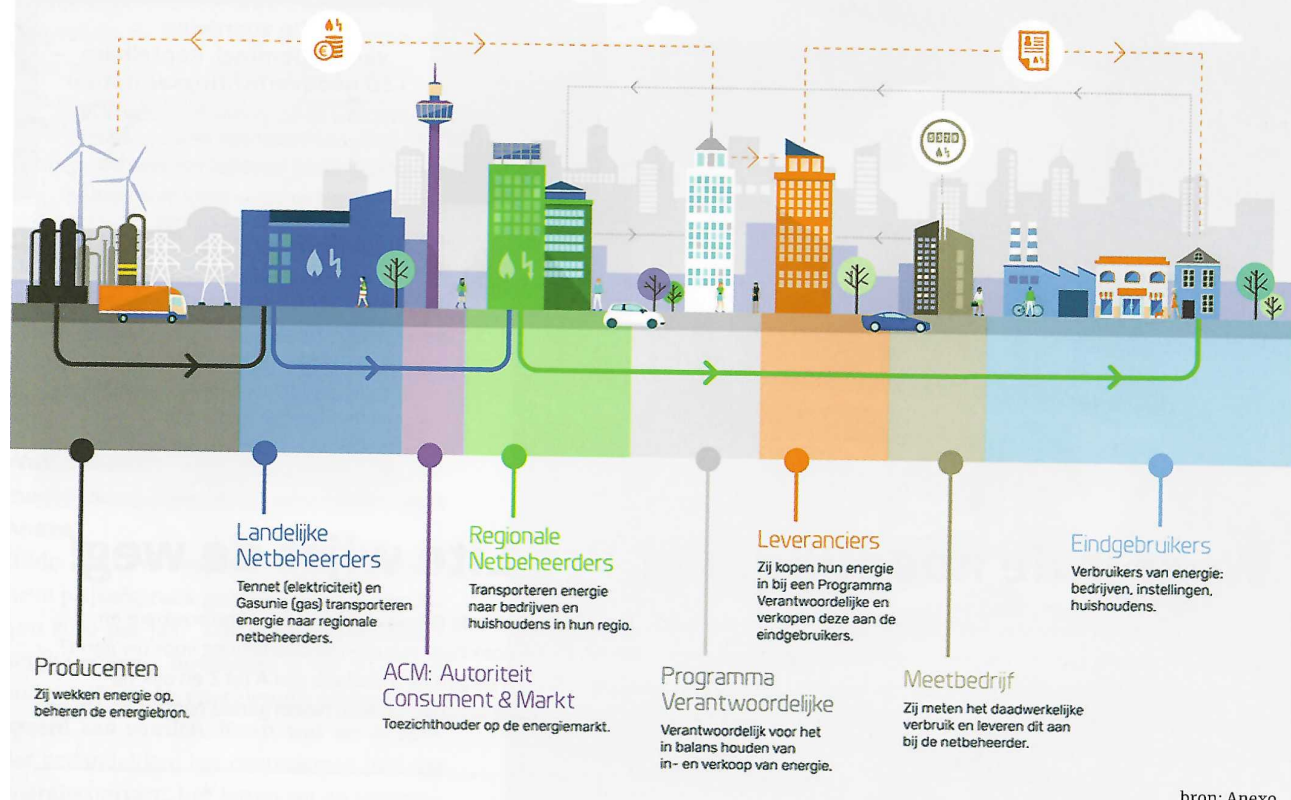 0370
Landelijke
Netbeheerders
Tennet (elektriciteit) en
Gasunie (gas) transporteren
energie naar regionale
netbeheerders.
Regionale
Netbeheerders
Transporteren energie
naar bedrijven en
huishoudens in hun regio.
Leveranciers
Zij kopen hun energie
in bij een Programma
Verantwoordelijke en
verkopen deze aan de
eindgebruikers.
Eindgebruikers
Verbruikers van energie:
bedrijven, instellingen,
huishoudens.
Producenten
Zij wekken energie op,
beheren de energiebron.
ACM: Autoriteit
Consument & Markt
Toezichthouder op de energiemarkt.
Programma
Verantwoordelijke
Verantwoordelijk voor het
in balans houden van
in- en verkoop van energie.
Meetbedrijf
Zij meten het daadwerkelijke
verbruik en leveren dit aan
bij de netbeheerder.
bron: Anexo